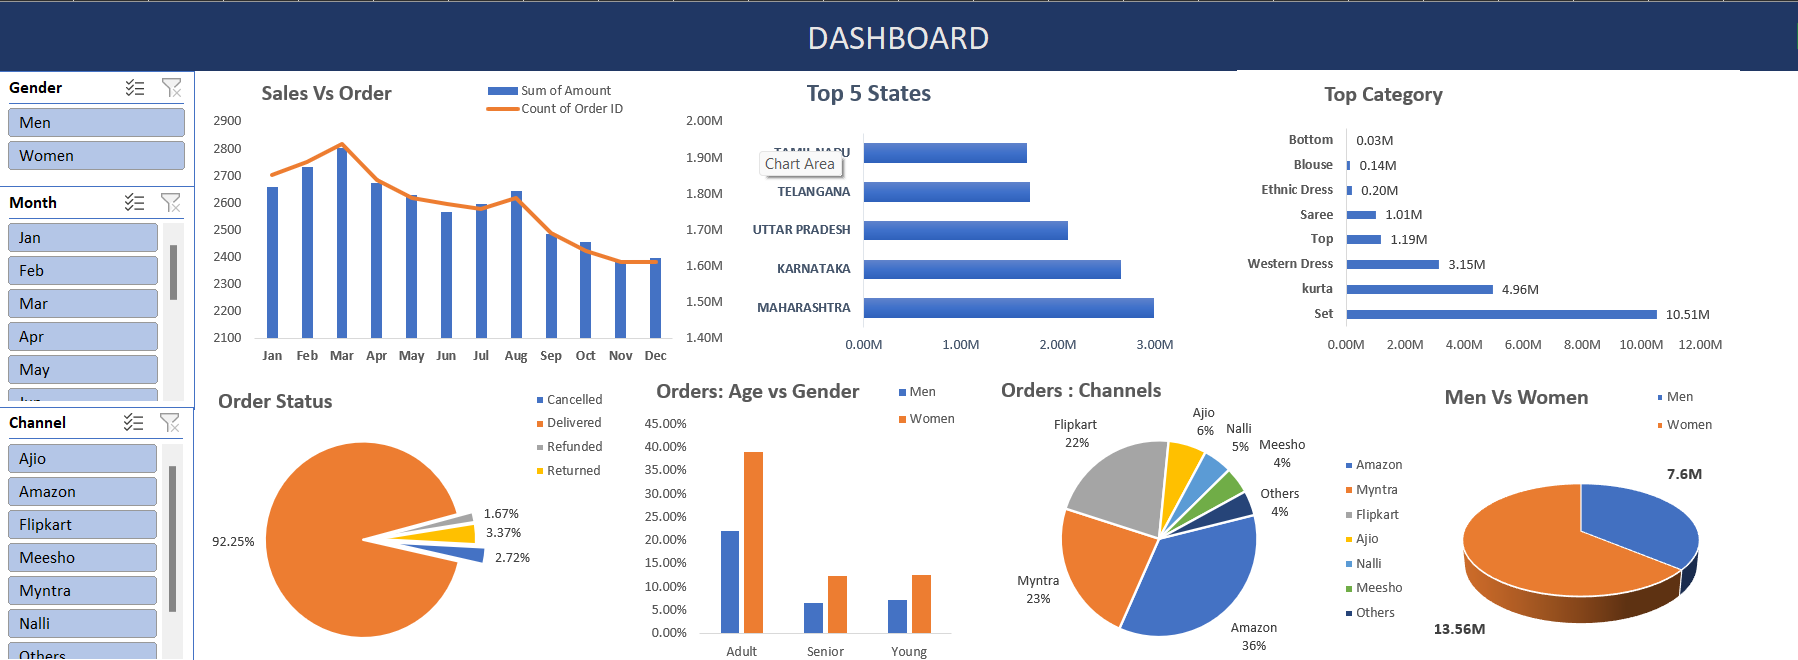 DASHBOARD
Gender
Men
Women
Month
Jan
Feb
Mar
Apr
May
Channel
Ajio
Amazon
Flipkart
Meesho
Myntra
Nalli
Others
Sales Vs Order
Sum of Amount
Count of Order ID
2900
2800
2700
2600
2500
2400
2300
2200
2100
2.00M
1.90M
1.80M
1.70M
1.60M
1.50M
1.40M
Jan Feb Mar Apr May Jun Jul Aug Sep Oct Nov Dec
Top 5 States
TAMIL NADU
Chart Area
TELANGANA
UTTAR PRADESH
KARNATAKA
MAHARASHTRA
0.00M 1.00M 2.00M 3.00M
Top Category
Bottom 0.03M
Blouse 0.14M
Ethnic Dress 0.20M
Saree 1.01M
Top 1.19M
Western Dress 3.15M
kurta 4.96M
Set 10.51M
0.00M 2.00M 4.00M 6.00M 8.00M 10.00M 12.00M
Order Status
Cancelled
Delivered
Refunded
Returned
92.25%
1.67%
3.37%
2.72%
Orders: Age vs Gender
Men
Women
45.00%
40.00%
35.00%
30.00%
25.00%
20.00%
15.00%
10.00%
5.00%
0.00%
Adult Senior Young
Orders : Channels
Flipkart
22%
Ajio
6%
Nalli
5%
Meesho
4%
Others
4%
Myntra
23%
Amazon
36%
Amazon
Myntra
Flipkart
Ajio
Nalli
Meesho
Others
Men Vs Women
Men
Women
7.6M
13.56M